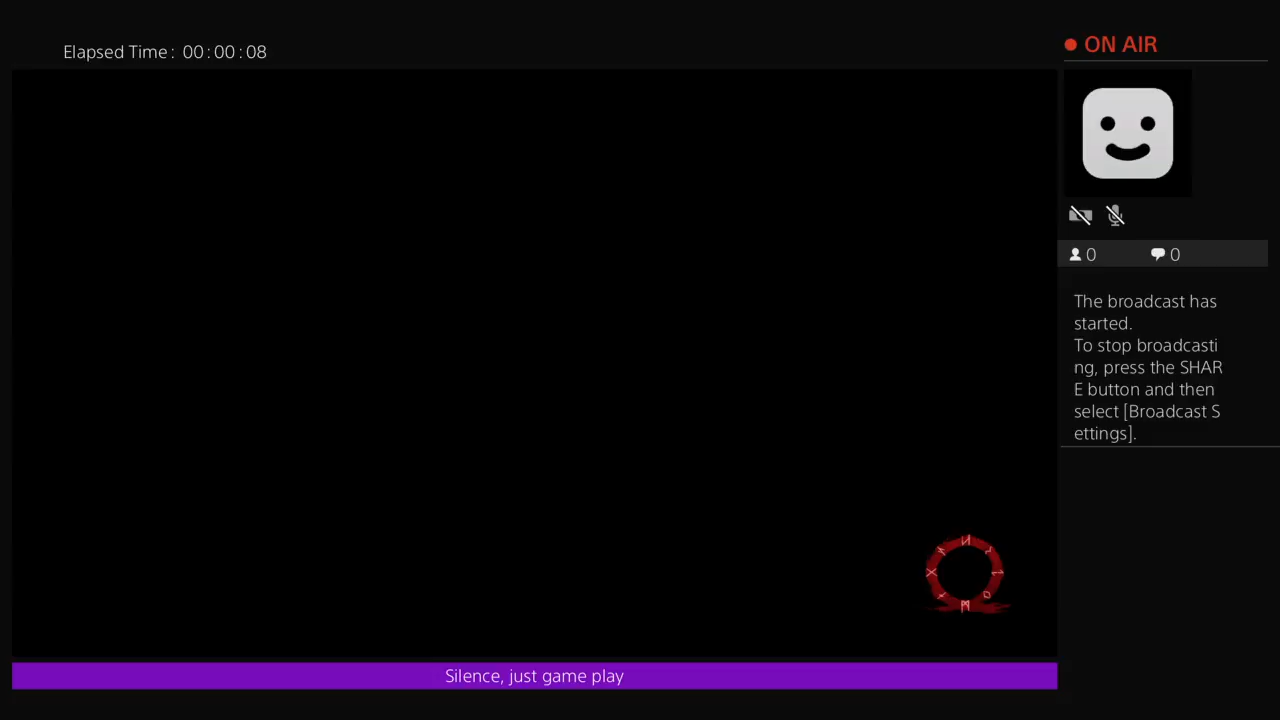 Elapsed Time: 00:00:08
ON AIR
0 0
The broadcast has
started.
To stop broadcasti
ng, press the SHAR
E button and then
select [Broadcast S
ettings].
Silence, just game play